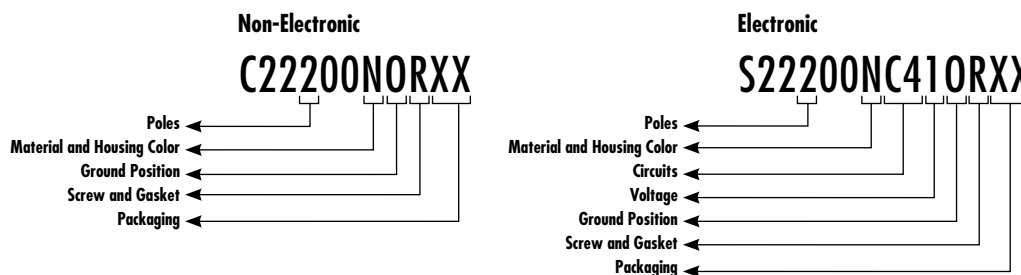 Non-Electronic
C22200NORXX
Poles
Material and Housing Color
Ground Position
Screw and Gasket
Packaging
Electronic
S22200NC410RXX
Poles
Material and Housing Color
Circuits
Voltage
Ground Position
Screw and Gasket
Packaging